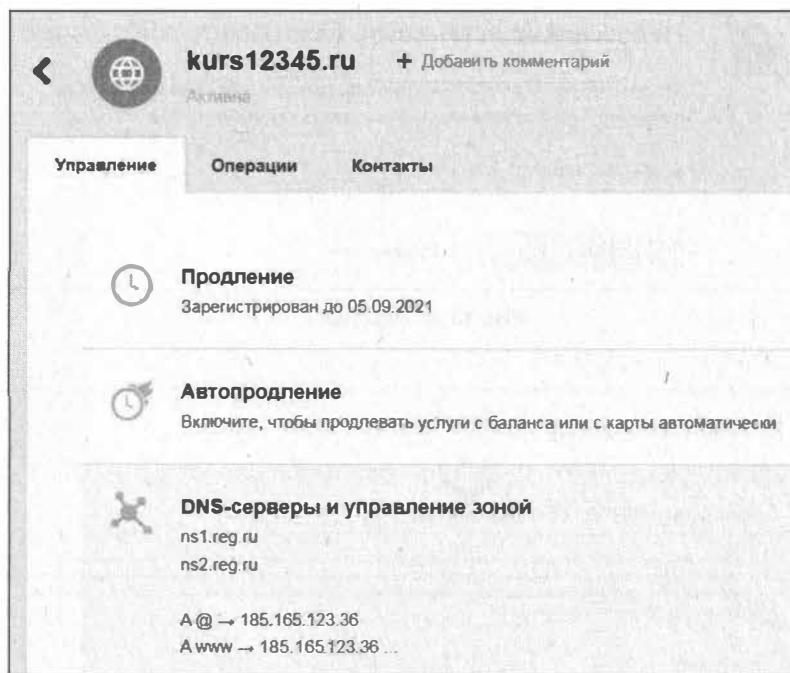 kurs12345.ru + Добавить комментарий
Активна
Управление Операции Контакты
Продление
Зарегистрирован до 05.09.2021
Автопродление
Включите, чтобы продлевать услуги с баланса или с карты автоматически
DNS-серверы и управление зоной
ns1.reg.ru
ns2.reg.ru
A @ → 185.165.123.36
A www → 185.165.123.36 ...